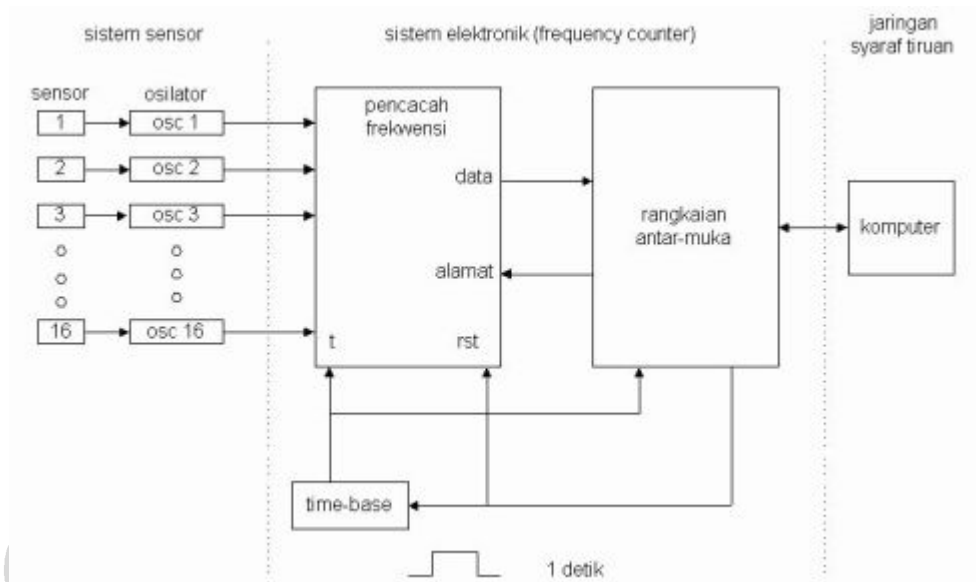 sistem sensor
sistem elektronik (frequency counter)
jaringan
syaraf tiruan
sensor
osilator
1
osc 1
2
osc 2
3
osc 3
16
osc 16
pencacah
frekwensi
data
alamat
t
rst
rangkaian
antar-muka
komputer
time-base
1 detik